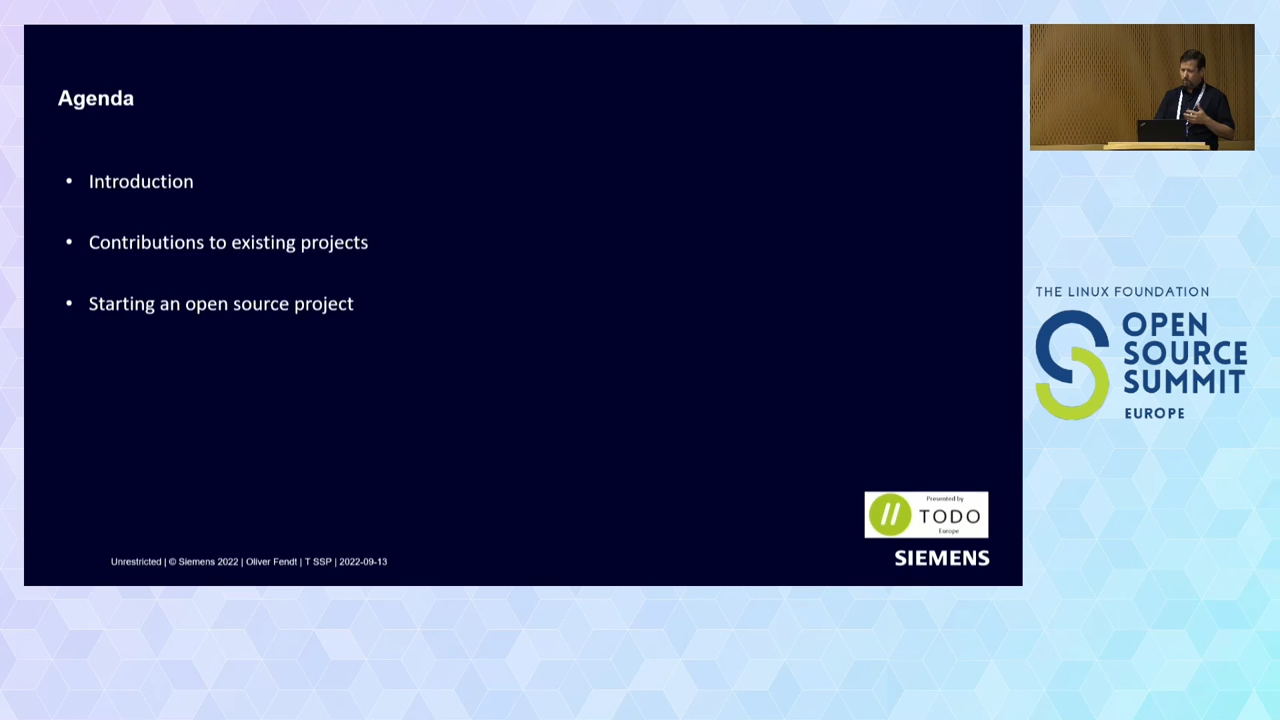 Agenda
• Introduction
• Contributions to existing projects
• Starting an open source project
Presented by
TODO
Europe
SIEMENS
Unrestricted | © Siemens 2022 | Oliver Fendt | T SSP | 2022-09-13
THE LINUX FOUNDATION
OPEN
SOURCE
SUMMIT
EUROPE